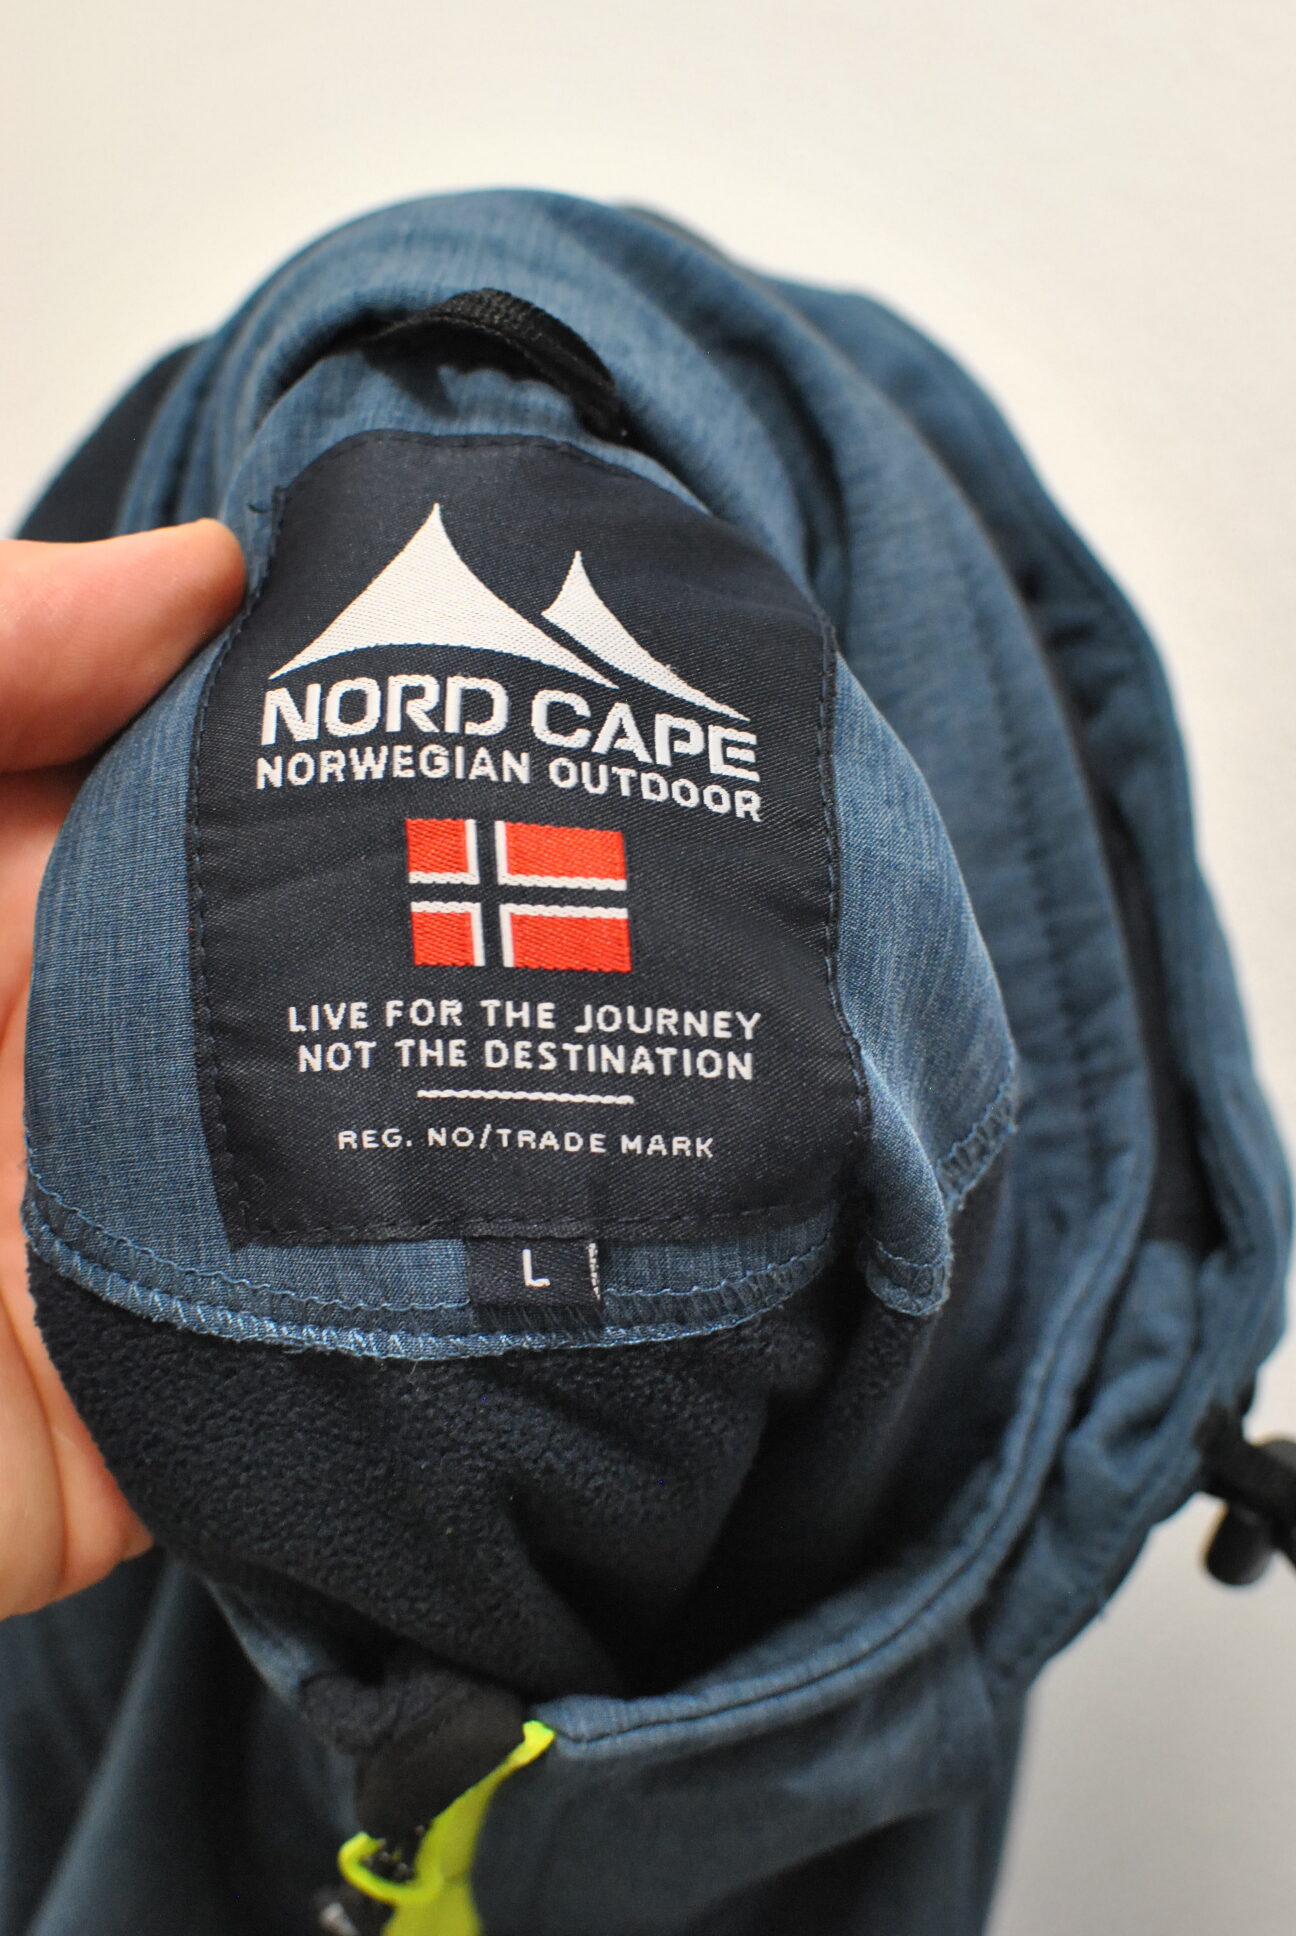 NORD CAPE
NORWEGIAN OUTDOOR
LIVE FOR THE JOURNEY
NOT THE DESTINATION
REG. NO/TRADE MARK
L